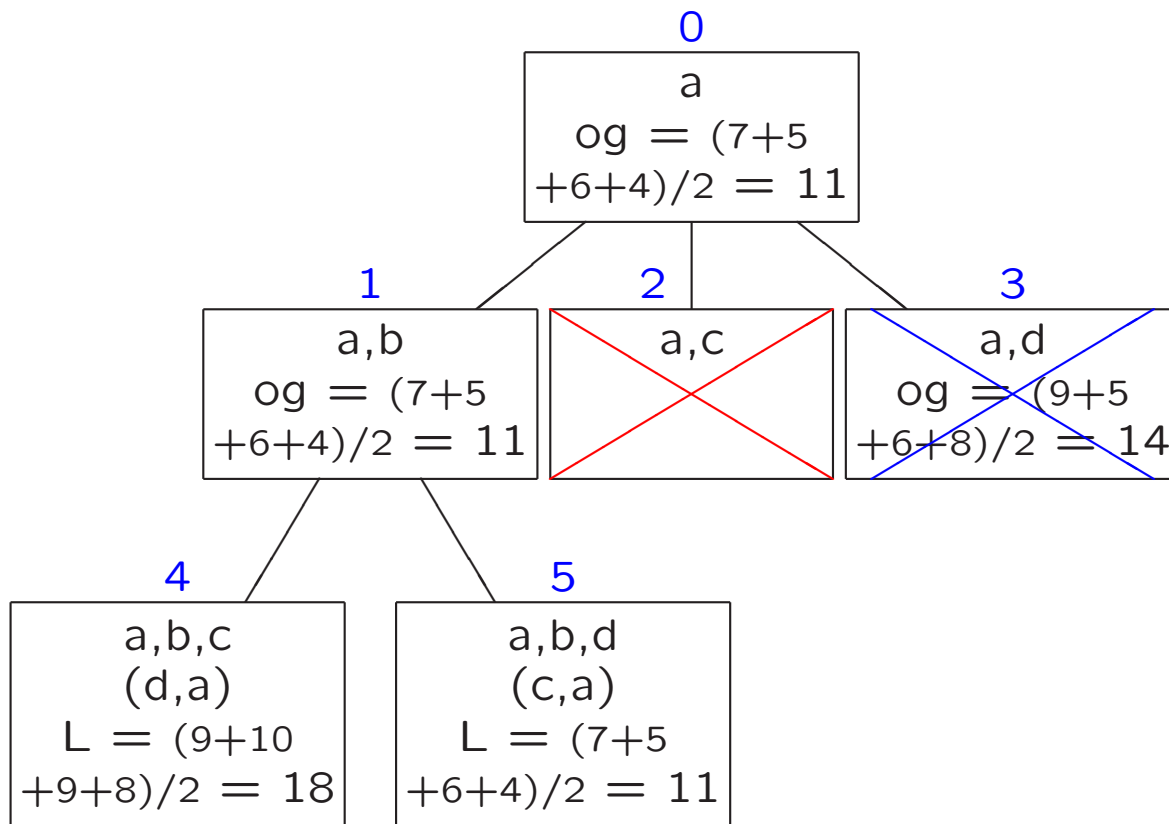 0
a
og = (7+5
+6+4)/2 = 11
1
2
3
a,b
og = (7+5
+6+4)/2 = 11
a,c
a,d
og = (9+5
+6+8)/2 = 14
4
5
a,b,c
(d,a)
L = (9+10
+9+8)/2 = 18
a,b,d
(c,a)
L = (7+5
+6+4)/2 = 11